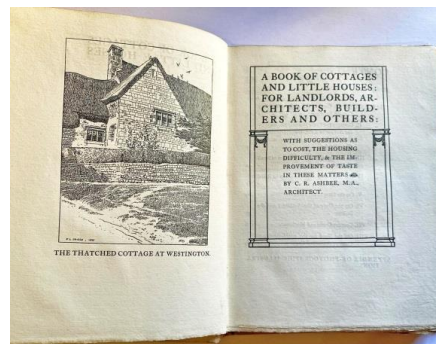 THE THATCHED COTTAGE AT WESTINGTON.
A BOOK OF COTTAGES
AND LITTLE HOUSES:
FOR LANDLORDS, AR-
CHITECTS, BUILD-
ERS AND OTHERS:
WITH SUGGESTIONS AS
TO COST, THE HOUSING
DIFFICULTY, & THE IM-
PROVEMENT OF TASTE
IN THESE MATTERS
BY C. R. ASHBEE, M.A.,
ARCHITECT.